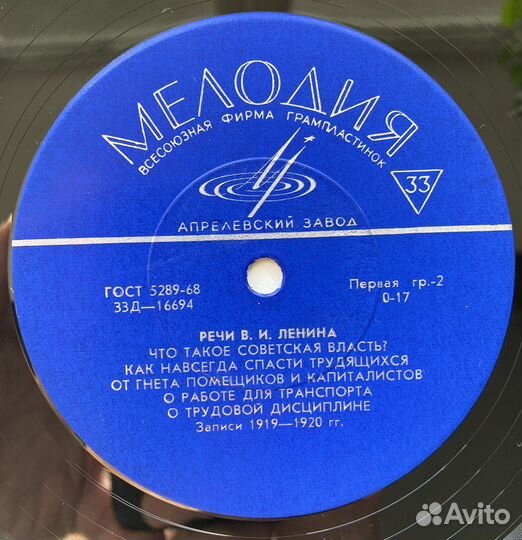 МЕЛОДИЯ
ВСЕСОЮЗНАЯ ФИРМА ГРАМПЛАСТИНОК
33
АПРЕЛЕВСКИЙ ЗАВОД
ГОСТ 5289-68
33Д—16694
Первая гр.-2
0-17
РЕЧИ В. И. ЛЕНИНА
ЧТО ТАКОЕ СОВЕТСКАЯ ВЛАСТЬ?
КАК НАВСЕГДА СПАСТИ ТРУДЯЩИХСЯ
ОТ ГНЕТА ПОМЕЩИКОВ И КАПИТАЛИСТОВ
О РАБОТЕ ДЛЯ ТРАНСПОРТА
О ТРУДОВОЙ ДИСЦИПЛИНЕ
Записи 1919—1920 гг.
Avito